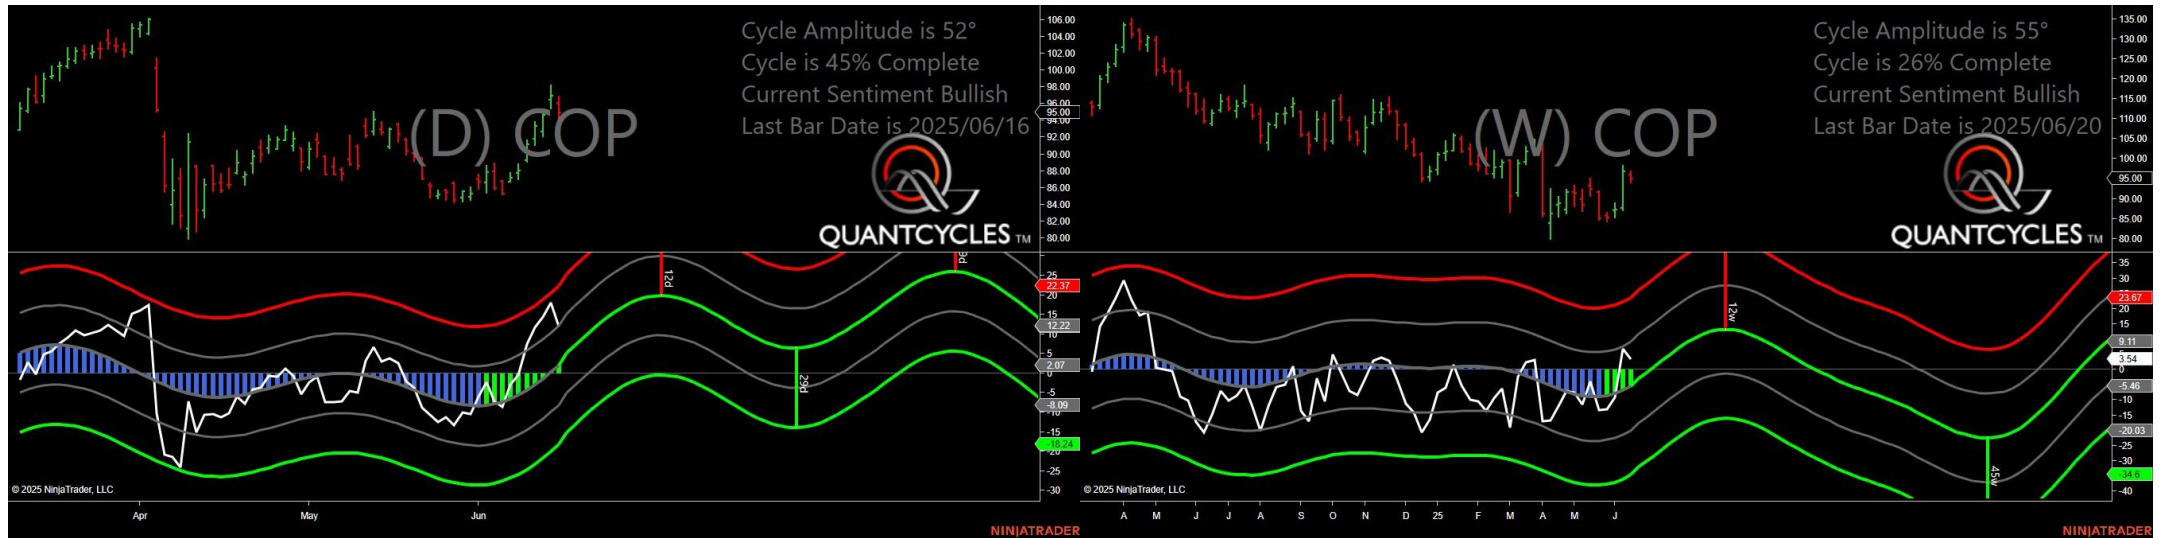 Cycle Amplitude is 52°
Cycle is 45% Complete
Current Sentiment Bullish
Last Bar Date is 2025/06/16
(D) COP
QUANTCYCLES TM
106.00
104.00
102.00
100.00
98.00
96.00
95.00
94.00
92.00
90.00
88.00
86.00
84.00
82.00
80.00
12d
29d
9d
25
22.37
20
15
12.22
5
2.07
0
-5
-8.09
-10
-15
-18.24
-20
-25
-30
© 2025 NinjaTrader, LLC
Apr May Jun
NINJATRADER
Cycle Amplitude is 55°
Cycle is 26% Complete
Current Sentiment Bullish
Last Bar Date is 2025/06/20
(W) COP
QUANTCYCLES TM
135.00
130.00
125.00
120.00
115.00
110.00
105.00
100.00
95.00
90.00
85.00
80.00
12w
45w
35
30
23.67
20
15
9.11
3.54
0
-5.46
-10
-15
-20.03
-25
-30
-34.6
-40
© 2025 NinjaTrader, LLC
A M J J A S O N D 25 F M A M J
NINJATRADER